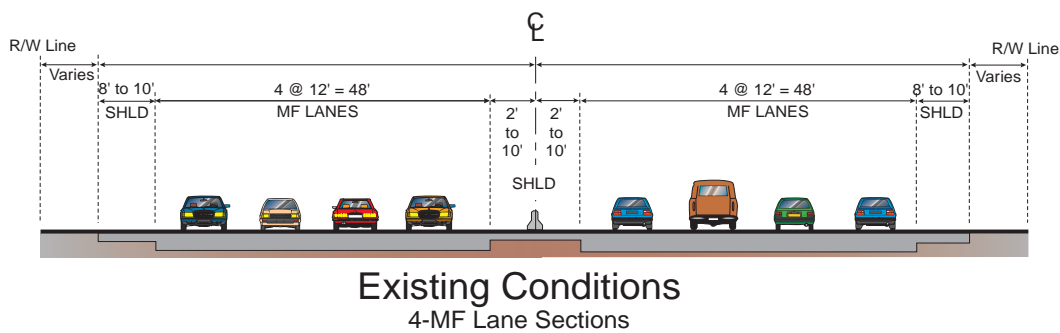 ℄
R/W Line
R/W Line
Varies
Varies
8' to 10'
SHLD
4 @ 12' = 48'
MF LANES
2'
to
10'
2'
to
10'
SHLD
4 @ 12' = 48'
MF LANES
8' to 10'
SHLD
Existing Conditions
4-MF Lane Sections